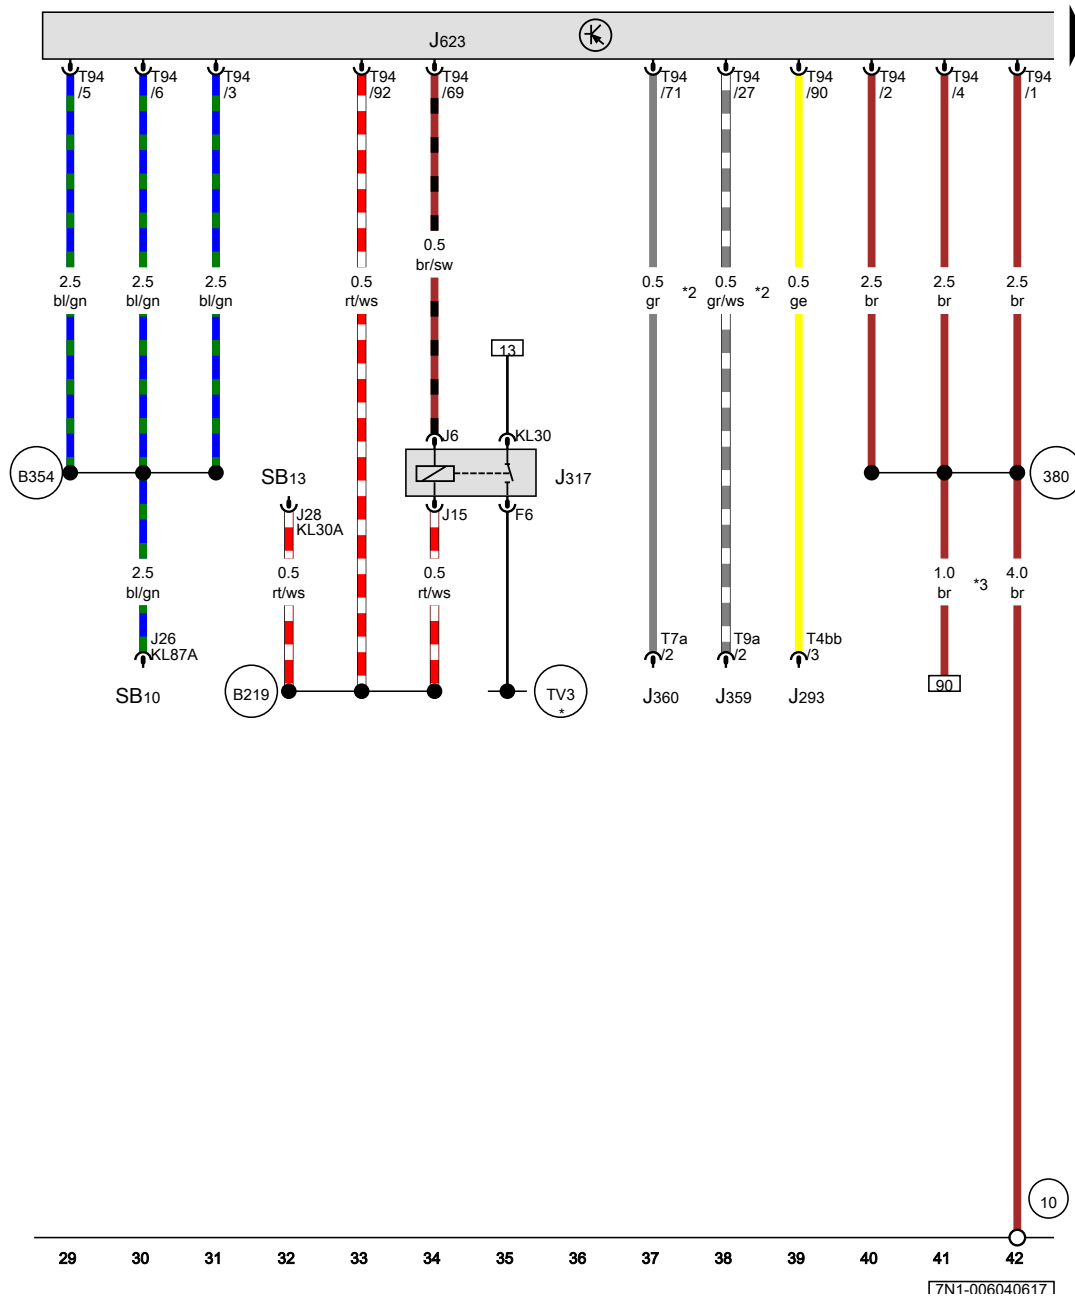 J623
T94 T94 T94 T94 T94 T94 T94 T94 T94 T94 T94
/5 /6 /3 /92 /69 /71 /27 /90 /2 /4 /1
0.5
br/sw
2.5 2.5 2.5 0.5 0.5 *2 0.5 *2 0.5 2.5 2.5 2.5
bl/gn bl/gn bl/gn rt/ws gr gr/ws ge br br br
13
J6 KL30
B354 SB13 J317 380
J28 J15 F6
KL30A
2.5 0.5 0.5 1.0 *3 4.0
bl/gn rt/ws rt/ws br br
J26 T7a T9a T4bb
KL87A /2 /2 /3
90
SB10 B219 TV3 J360 J359 J293
*
10
29 30 31 32 33 34 35 36 37 38 39 40 41 42
7N1-006040617